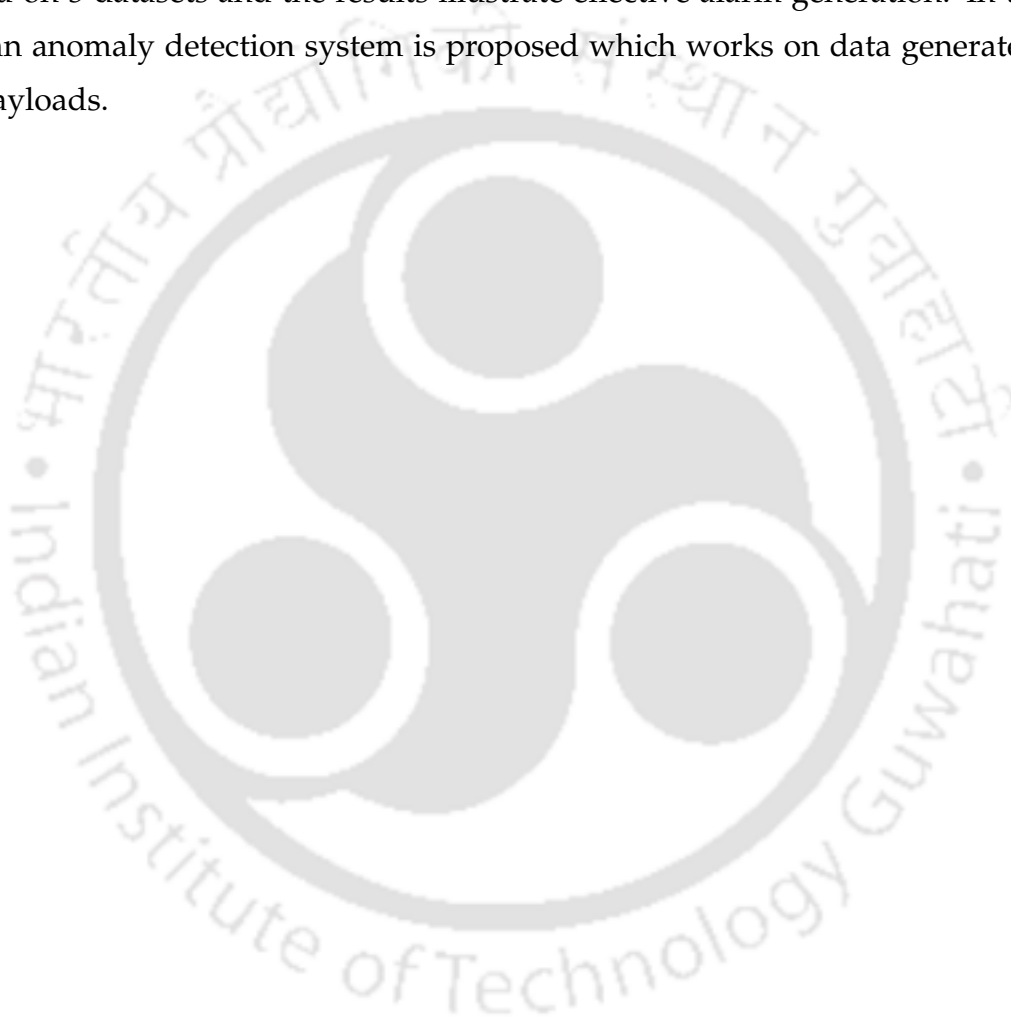 on 3 datasets and the results illustrate effective alarm generation. In
an anomaly detection system is proposed which works on data generate
ayloads.
भारतीय प्रौद्योगिकी संस्थान गुवाहाटी
Indian Institute of Technology Guwahati